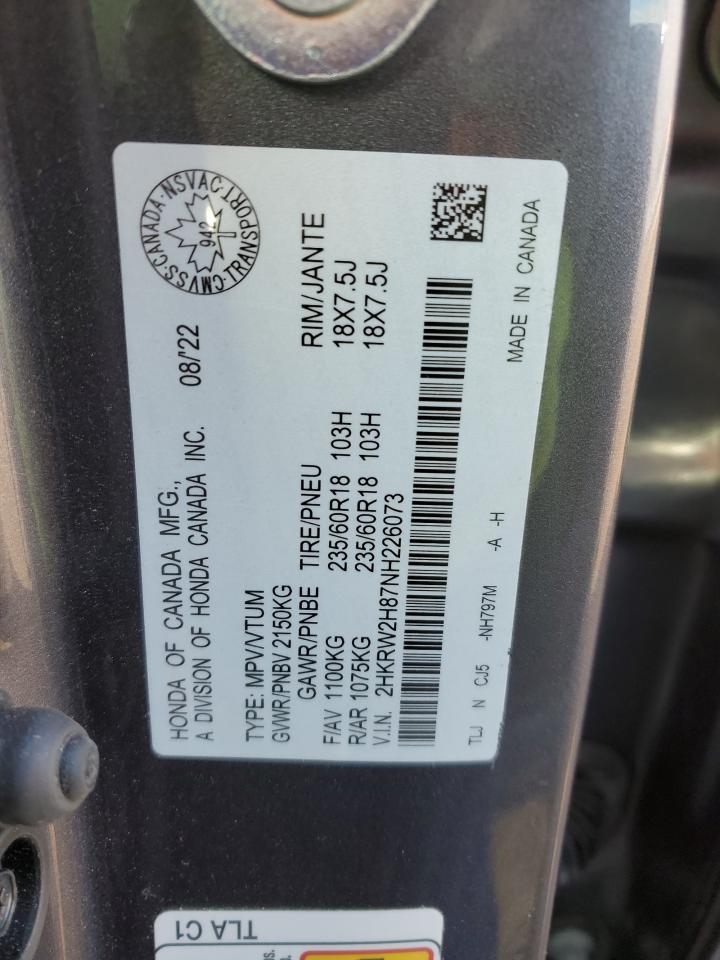 HONDA OF CANADA MFG.,
A DIVISION OF HONDA CANADA INC. 08/'22
CMVSS·CANADA·NSVAC·TRANSPORT·
942
TYPE: MPV/VTUM
GVWR/PNBV 2150KG
GAWR/PNBE TIRE/PNEU RIM/JANTE
F/AV 1100KG 235/60R18 103H 18X7.5J
R/AR 1075KG 235/60R18 103H 18X7.5J
V.I.N. 2HKRW2H87NH226073
TLJ N CJ5 -NH797M -A -H MADE IN CANADA
TLA C1